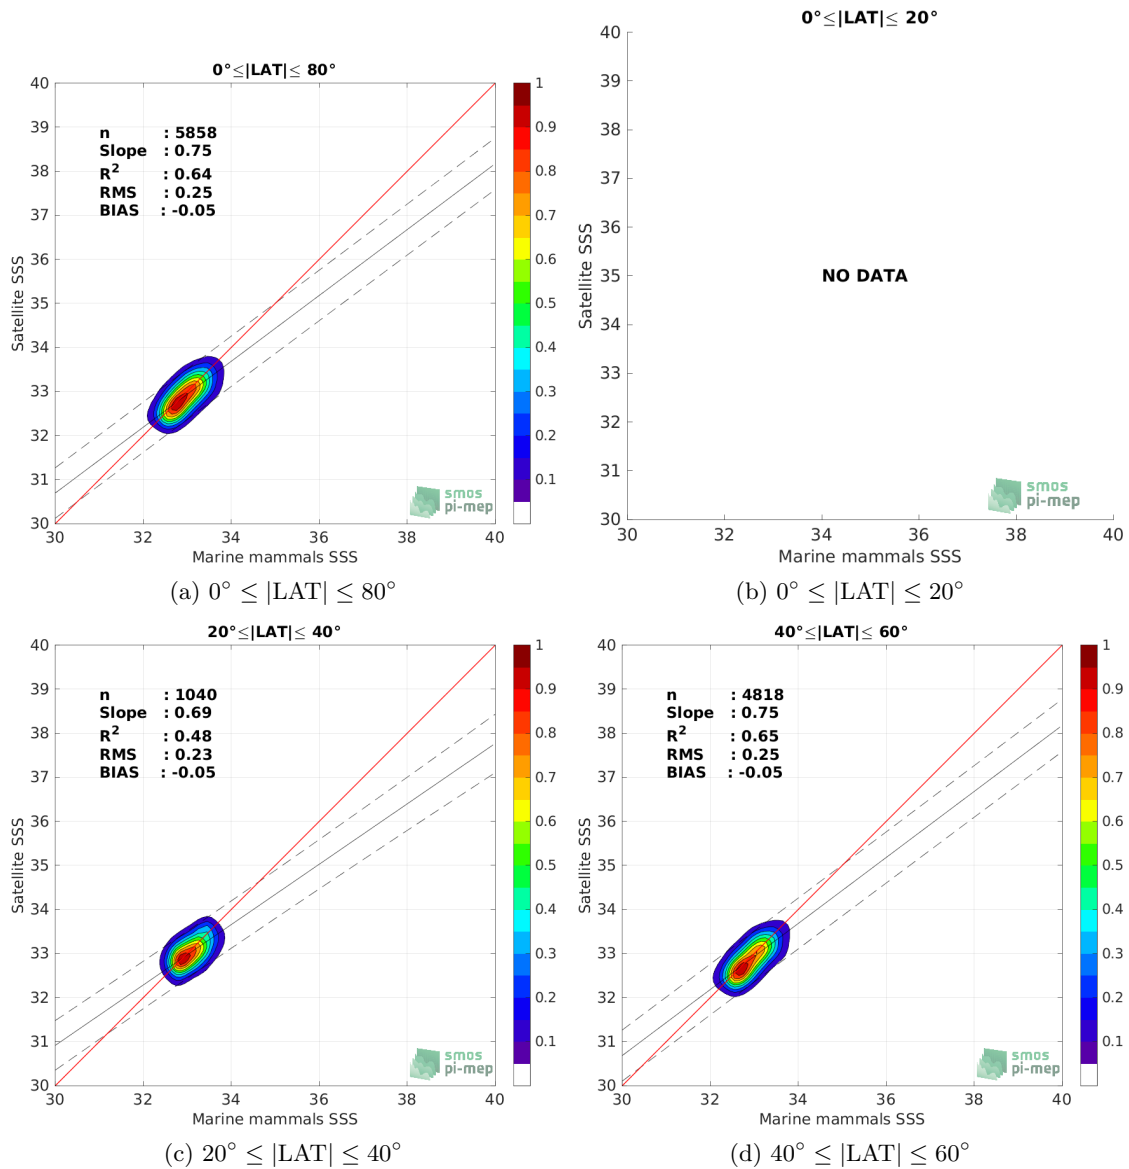 0°≤|LAT|≤ 80°
40
39
38
37
36
35
34
33
32
31
30
Satellite SSS
n : 5858
Slope : 0.75
R² : 0.64
RMS : 0.25
BIAS : -0.05
smos
pi-mep
30 32 34 36 38 40
Marine mammals SSS
1
0.9
0.8
0.7
0.6
0.5
0.4
0.3
0.2
0.1
(a) 0° ≤ |LAT| ≤ 80°
0°≤|LAT|≤ 20°
40
39
38
37
36
35
34
33
32
31
30
Satellite SSS
NO DATA
smos
pi-mep
30 32 34 36 38 40
Marine mammals SSS
(b) 0° ≤ |LAT| ≤ 20°
20°≤|LAT|≤ 40°
40
39
38
37
36
35
34
33
32
31
30
Satellite SSS
n : 1040
Slope : 0.69
R² : 0.48
RMS : 0.23
BIAS : -0.05
smos
pi-mep
30 32 34 36 38 40
Marine mammals SSS
1
0.9
0.8
0.7
0.6
0.5
0.4
0.3
0.2
0.1
(c) 20° ≤ |LAT| ≤ 40°
40°≤|LAT|≤ 60°
40
39
38
37
36
35
34
33
32
31
30
Satellite SSS
n : 4818
Slope : 0.75
R² : 0.65
RMS : 0.25
BIAS : -0.05
smos
pi-mep
30 32 34 36 38 40
Marine mammals SSS
1
0.9
0.8
0.7
0.6
0.5
0.4
0.3
0.2
0.1
(d) 40° ≤ |LAT| ≤ 60°